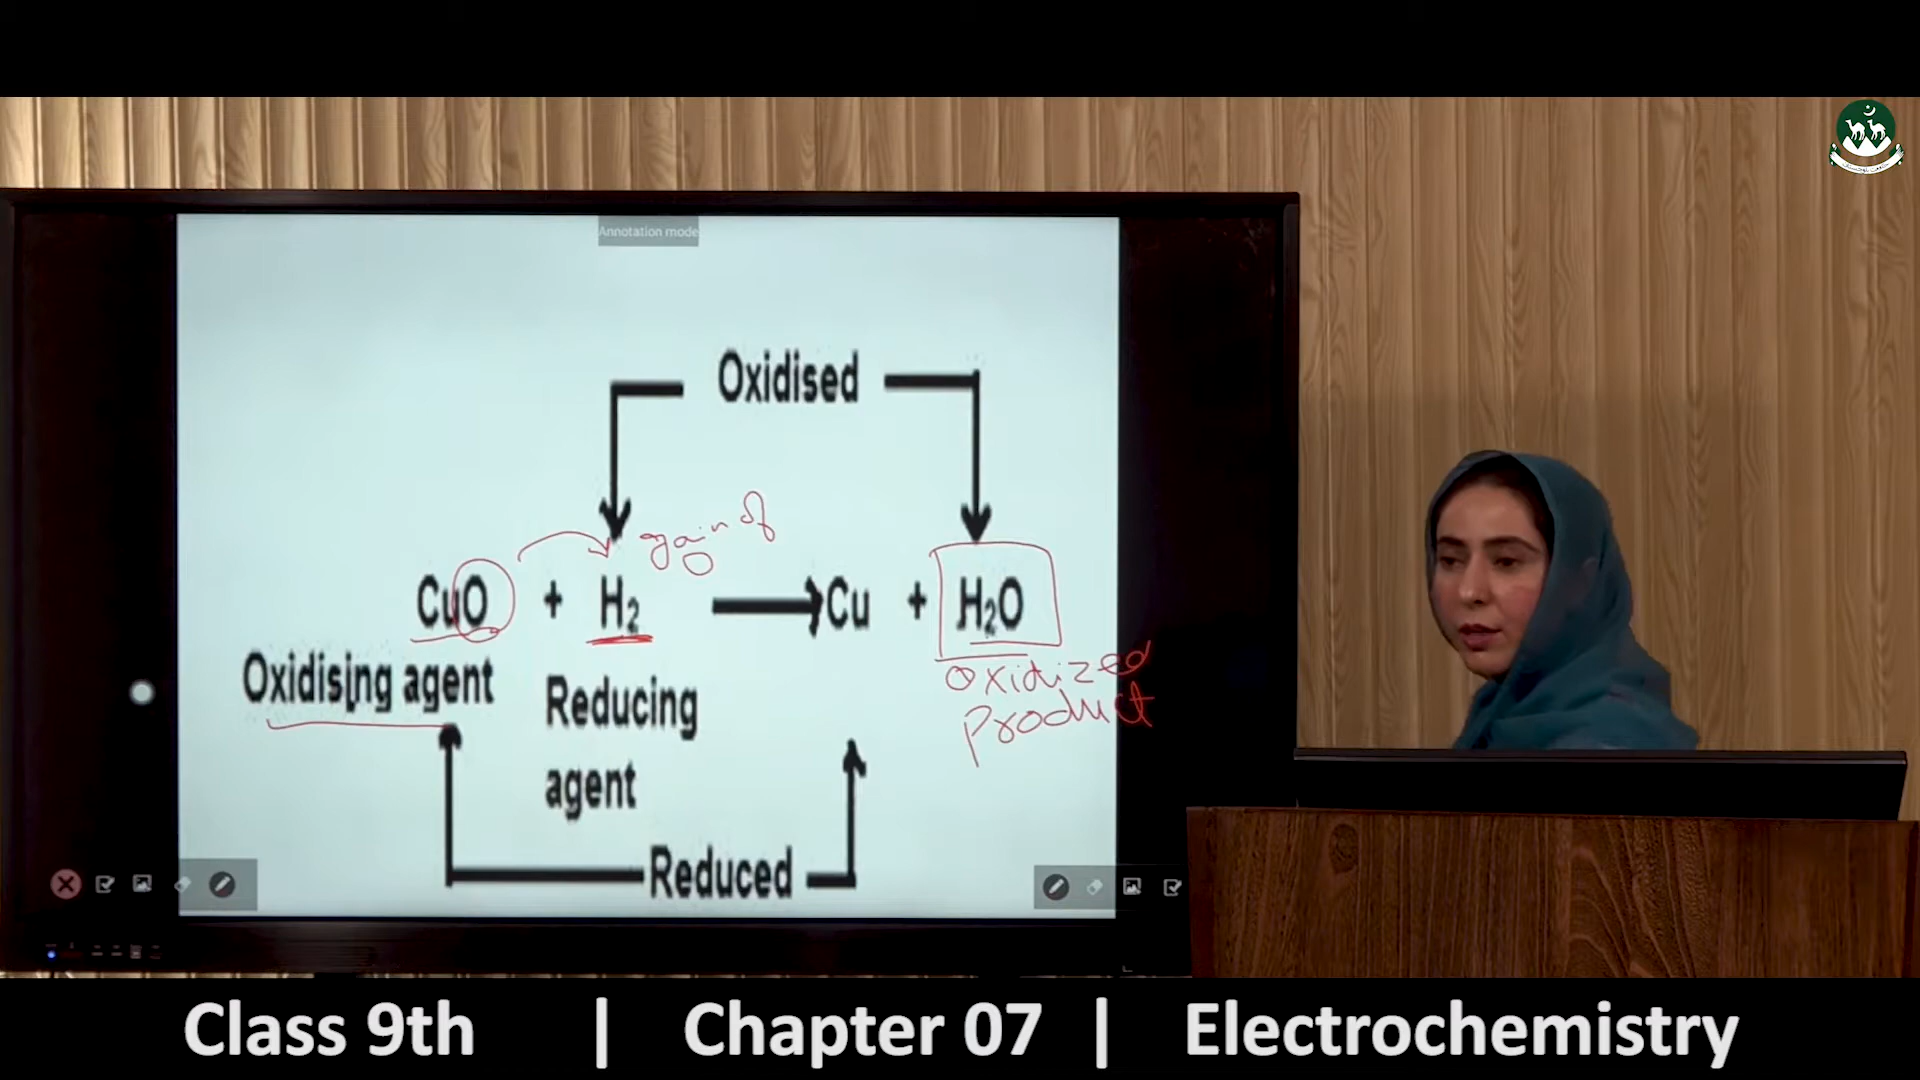 Annotation mode
Oxidised
gain of
O
CuO + H₂ → Cu + H₂O
Oxidising agent
Reducing
agent
Oxidized
Product
Reduced
Class 9th | Chapter 07 | Electrochemistry